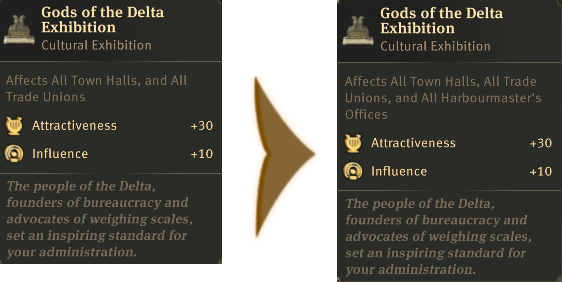 Gods of the Delta
Exhibition
Cultural Exhibition
Affects All Town Halls, and All
Trade Unions
Attractiveness +30
Influence +10
The people of the Delta,
founders of bureaucracy and
advocates of weighing scales,
set an inspiring standard for
your administration.
Gods of the Delta
Exhibition
Cultural Exhibition
Affects All Town Halls, All Trade
Unions, and All Harbourmaster's
Offices
Attractiveness +30
Influence +10
The people of the Delta,
founders of bureaucracy and
advocates of weighing scales,
set an inspiring standard for
your administration.